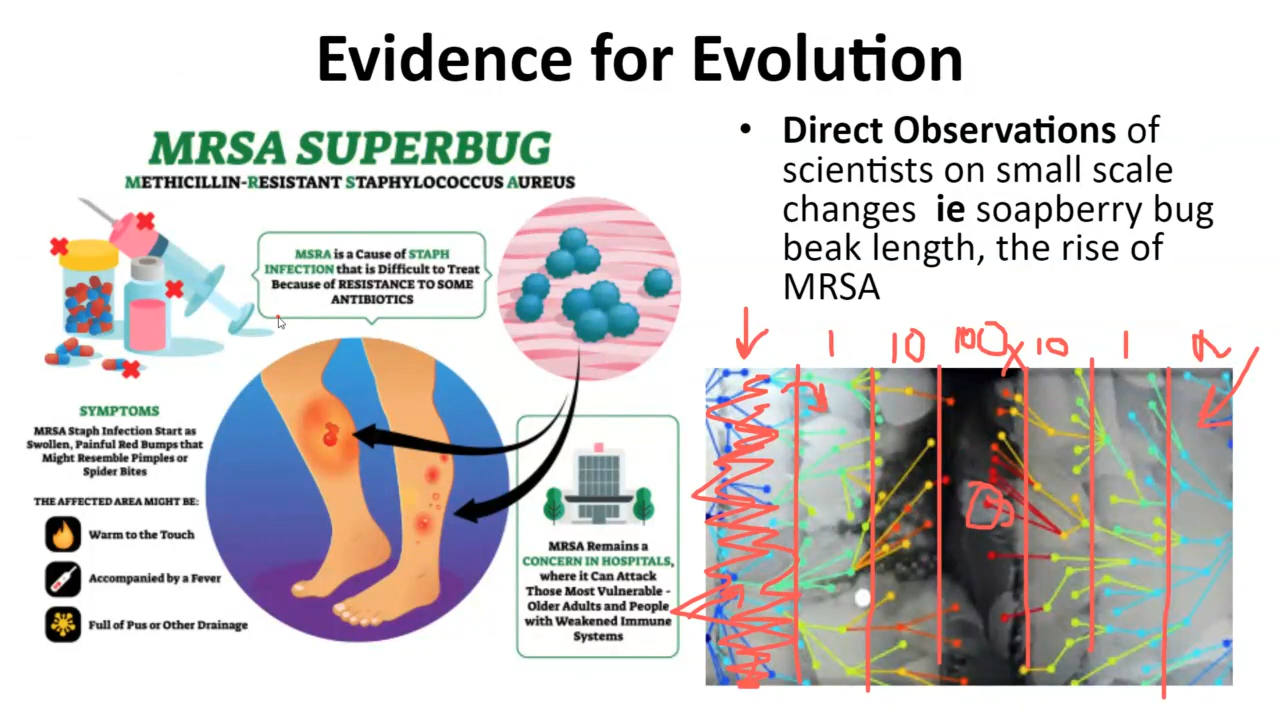 Evidence for Evolution
MRSA SUPERBUG
METHICILLIN-RESISTANT STAPHYLOCOCCUS AUREUS
MSRA is a Cause of STAPH
INFECTION that is Difficult to Treat
Because of RESISTANCE TO SOME
ANTIBIOTICS
SYMPTOMS
MRSA Staph Infection Start as
Swollen, Painful Red Bumps that
Might Resemble Pimples or
Spider Bites
THE AFFECTED AREA MIGHT BE:
Warm to the Touch
Accompanied by a Fever
Full of Pus or Other Drainage
MRSA Remains a
CONCERN IN HOSPITALS,
where it Can Attack
Those Most Vulnerable -
Older Adults and People
with Weakened Immune
Systems
• Direct Observations of
scientists on small scale
changes ie soapberry bug
beak length, the rise of
MRSA
1 10 100x 10 1